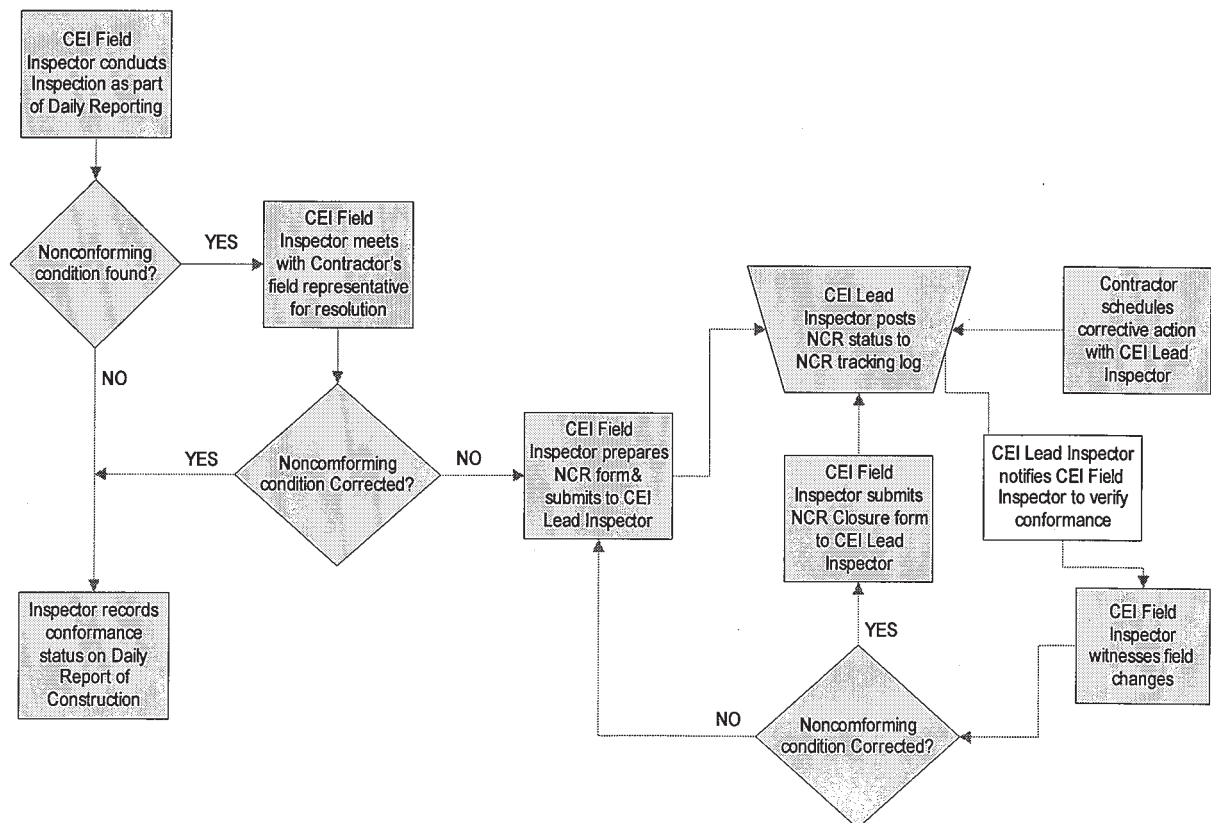 CEI Field
Inspector conducts
Inspection as part
of Daily Reporting
Nonconforming
condition found?
YES
CEI Field
Inspector meets
with Contractor's
field representative
for resolution
NO
YES
Noncomforming
condition Corrected?
NO
CEI Field
Inspector prepares
NCR form&
submits to CEI
Lead Inspector
CEI Lead
Inspector posts
NCR status to
NCR tracking log
Contractor
schedules
corrective action
with CEI Lead
Inspector
CEI Lead Inspector
notifies CEI Field
Inspector to verify
conformance
CEI Field
Inspector submits
NCR Closure form
to CEI Lead
Inspector
YES
CEI Field
Inspector
witnesses field
changes
NO
Noncomforming
condition Corrected?
Inspector records
conformance
status on Daily
Report of
Construction